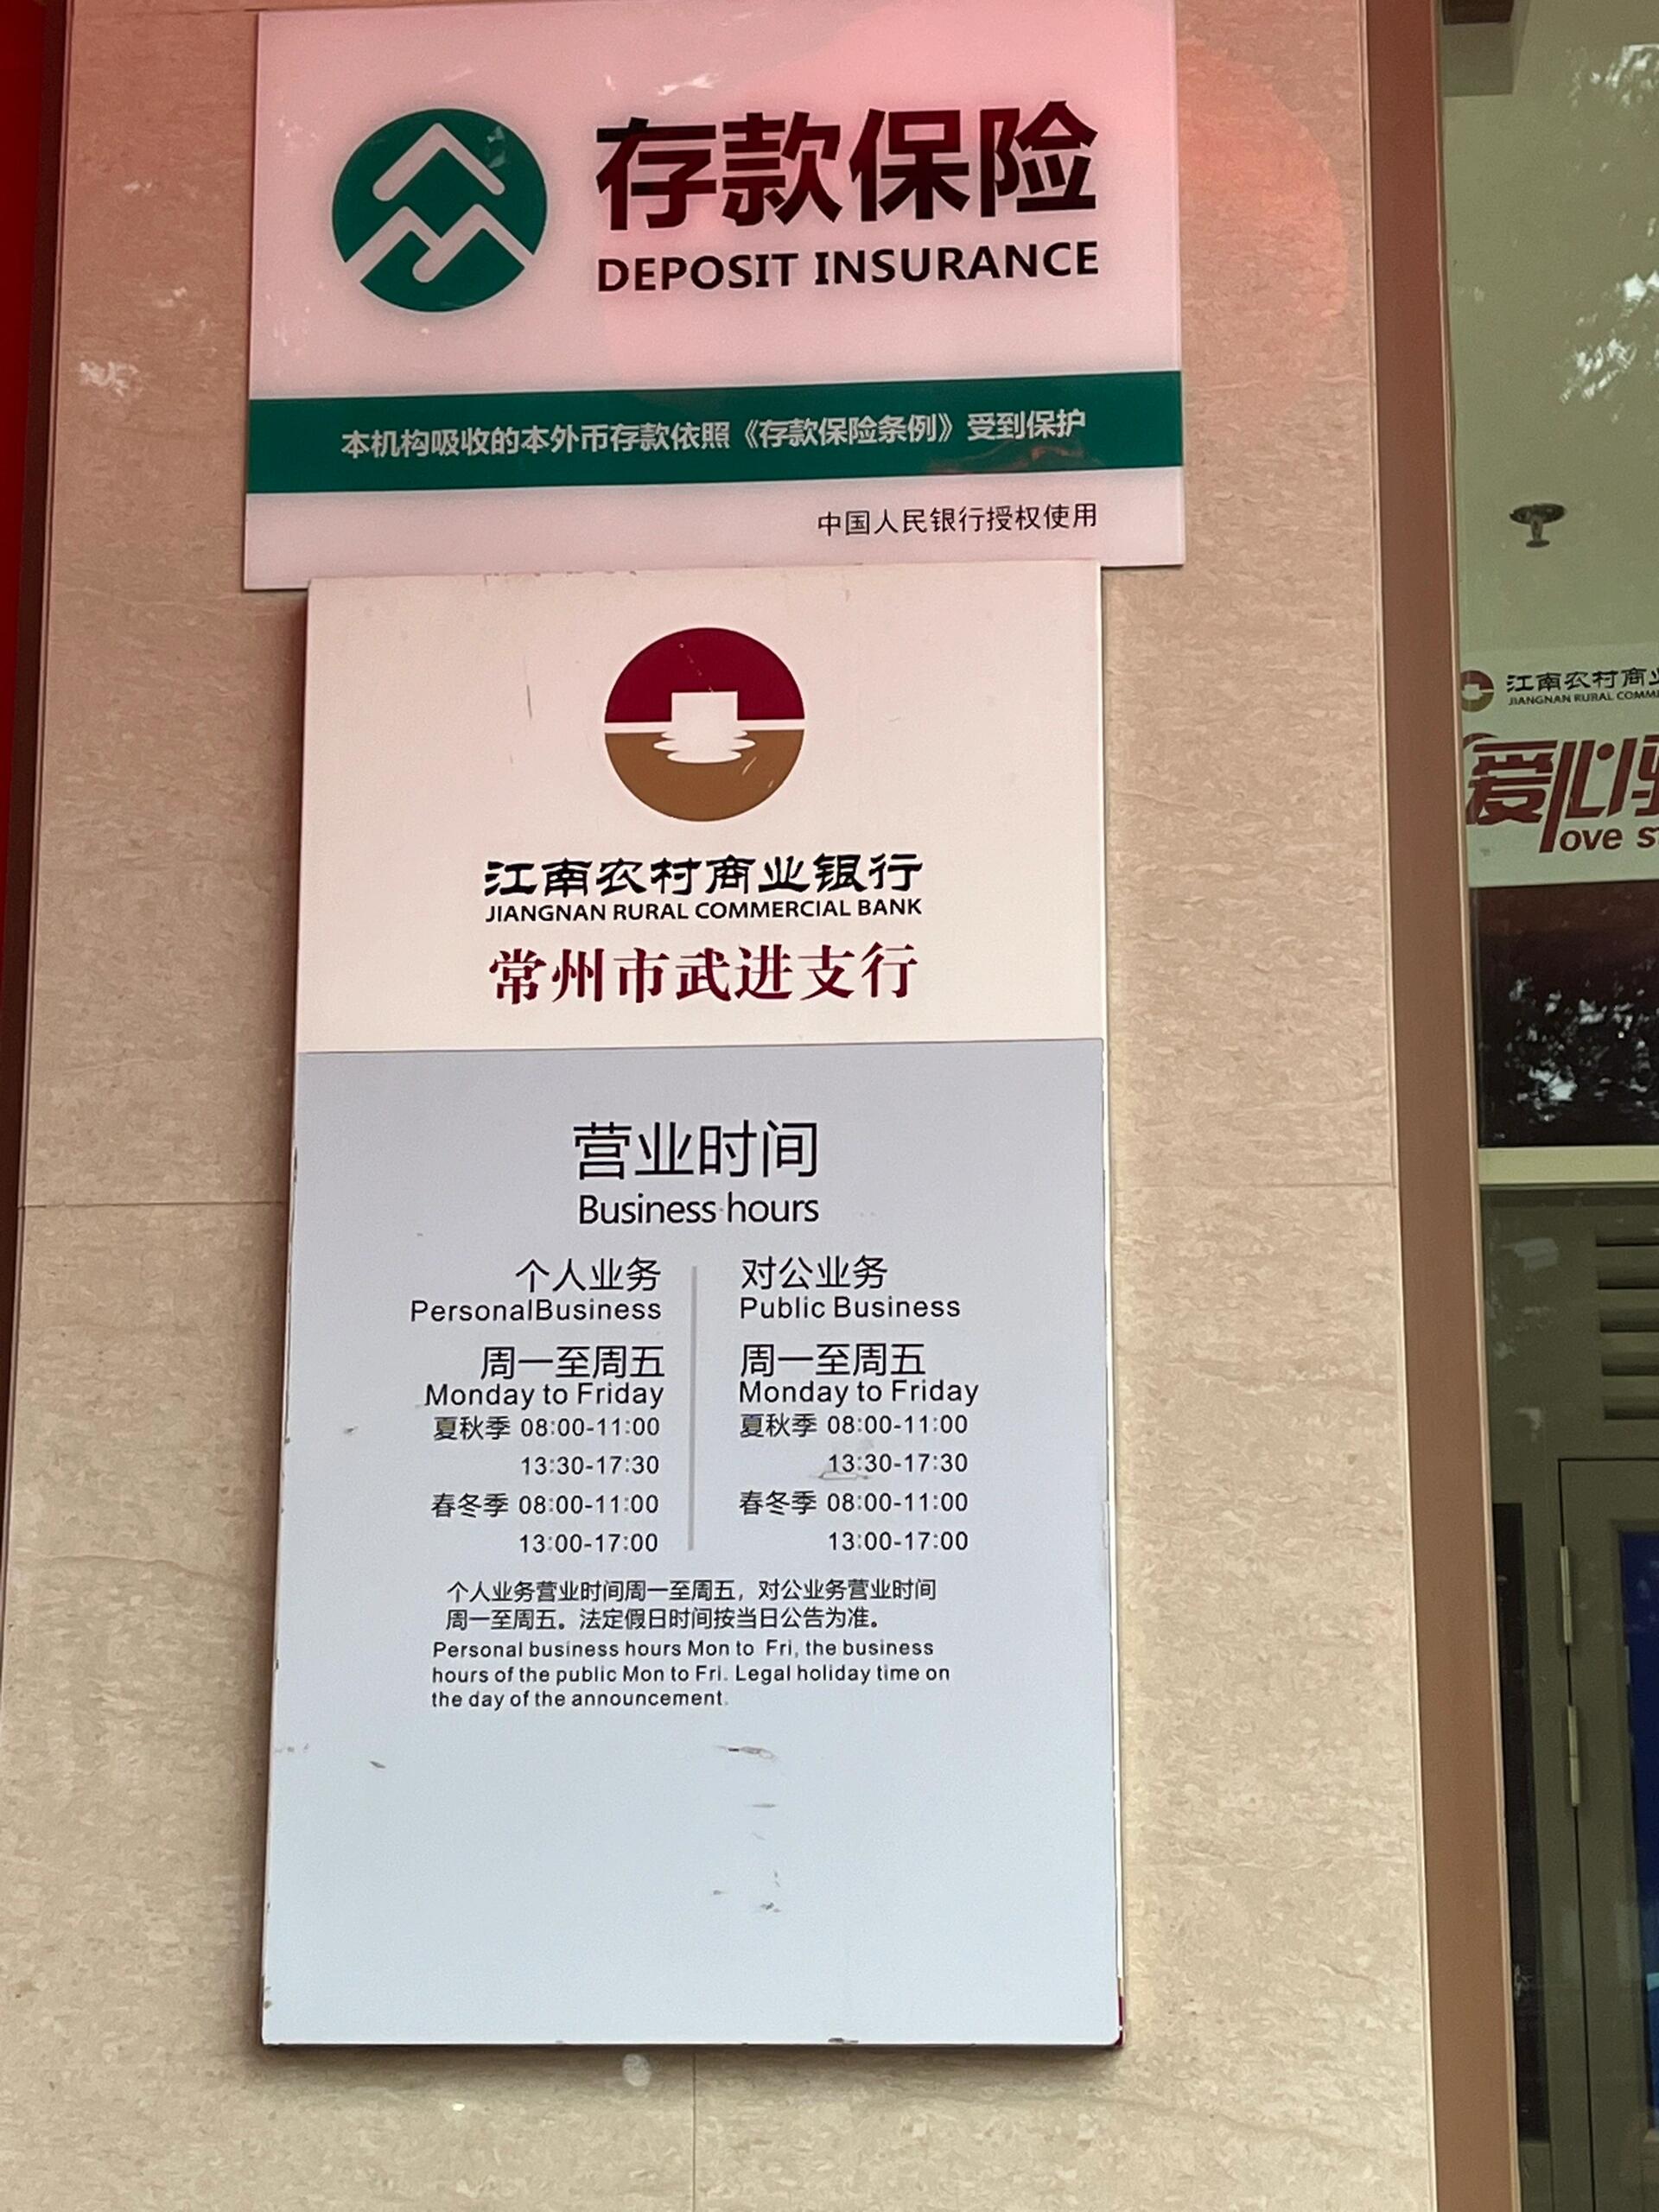 存款保险
DEPOSIT INSURANCE
本机构吸收的本外币存款依照《存款保险条例》受到保护
中国人民银行授权使用
江南农村商业银行
JIANGNAN RURAL COMMERCIAL BANK
常州市武进支行
营业时间
Business hours
个人业务
PersonalBusiness
周一至周五
Monday to Friday
夏秋季 08:00-11:00
13:30-17:30
春冬季 08:00-11:00
13:00-17:00
对公业务
Public Business
周一至周五
Monday to Friday
夏秋季 08:00-11:00
13:30-17:30
春冬季 08:00-11:00
13:00-17:00
个人业务营业时间周一至周五，对公业务营业时间
周一至周五。法定假日时间按当日公告为准。
Personal business hours Mon to Fri, the business
hours of the public Mon to Fri. Legal holiday time on
the day of the announcement.
江南农村商
JIANGNAN RURAL
爱心
love